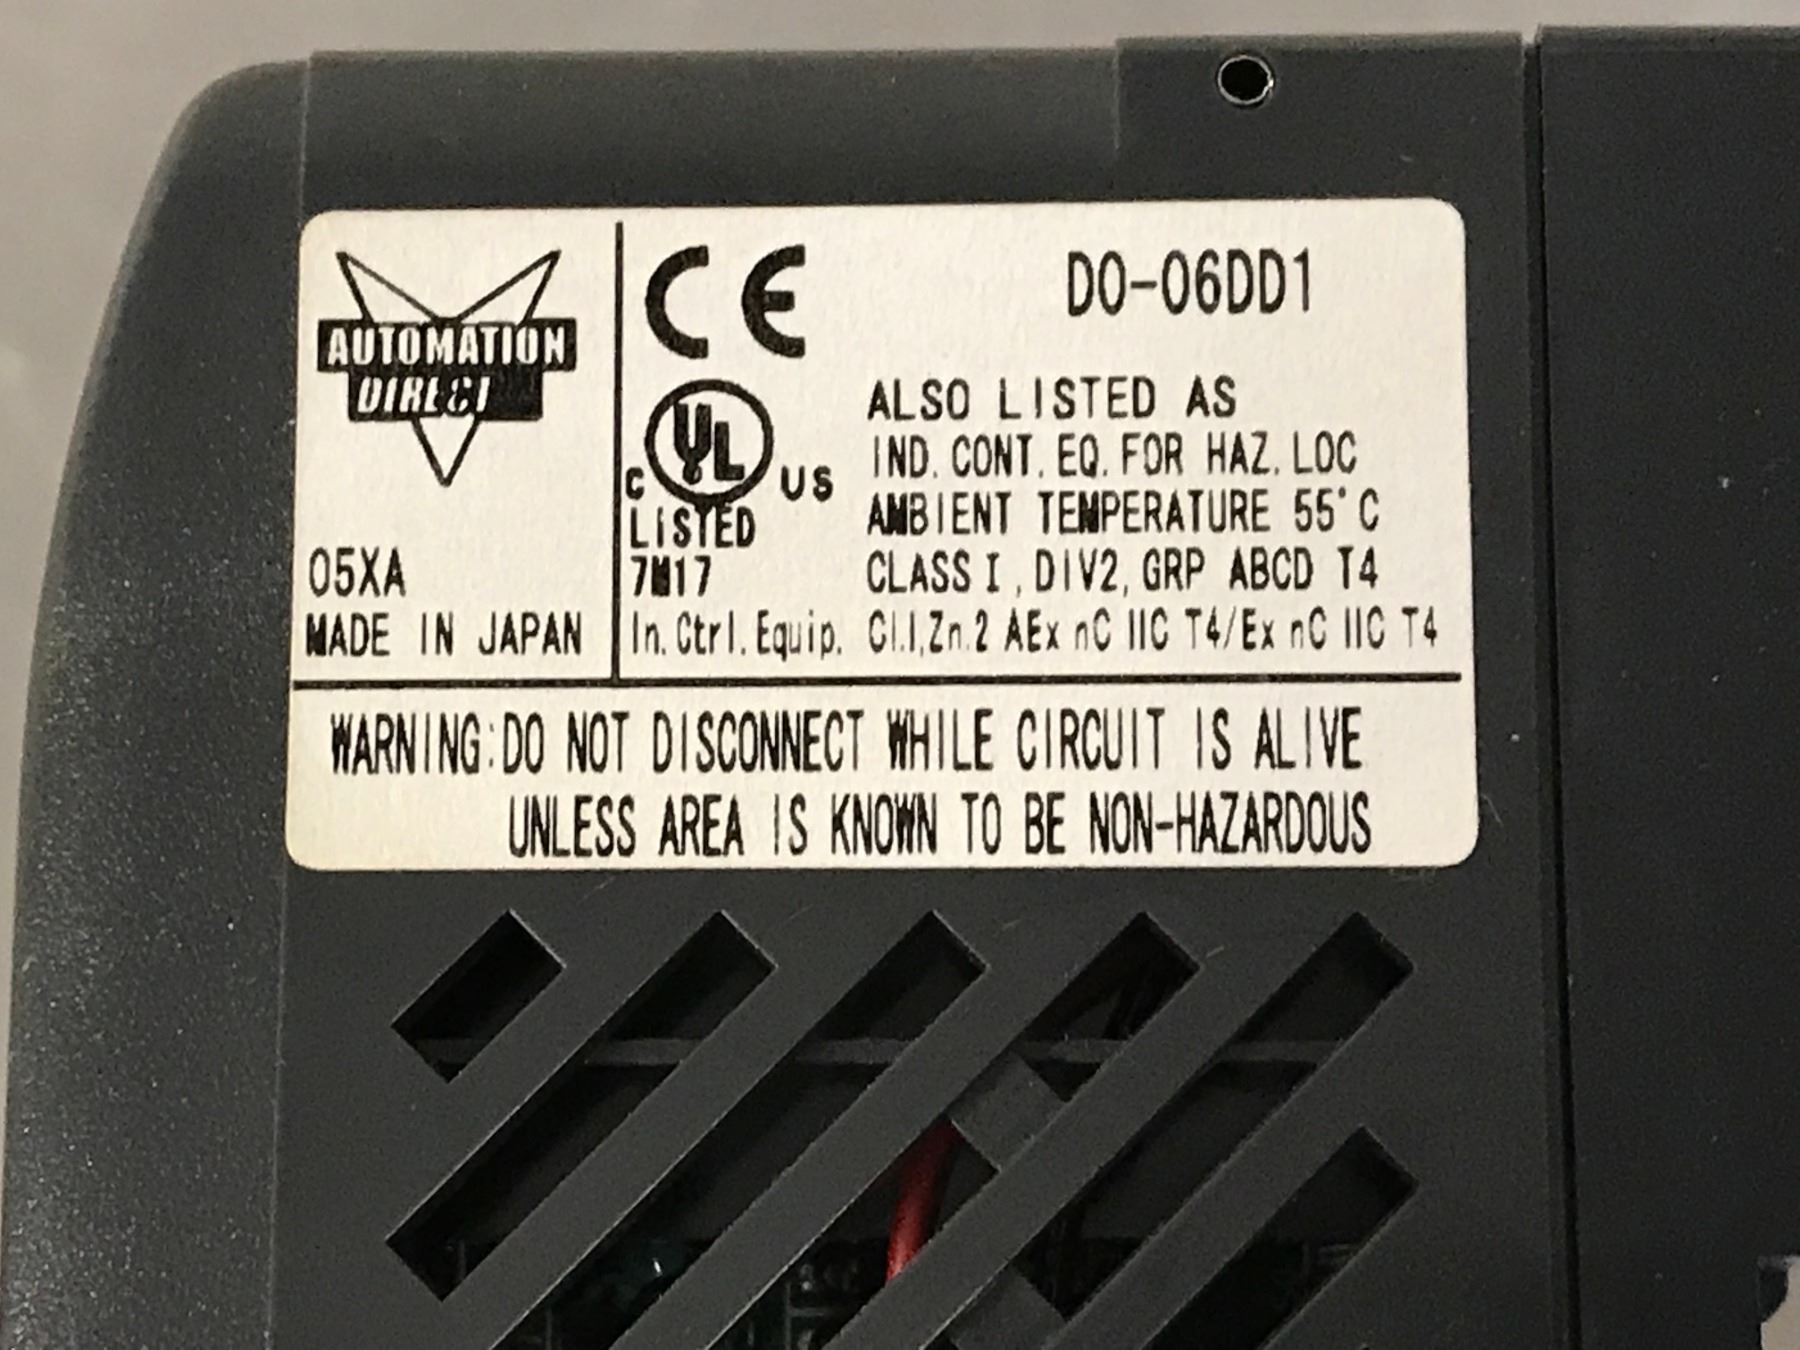 AUTOMATION
DIRECT
05XA
MADE IN JAPAN
CE
C UL US
LISTED
7M17
In.Ctrl.Equip.
D0-06DD1
ALSO LISTED AS
IND.CONT.EQ.FOR HAZ.LOC
AMBIENT TEMPERATURE 55°C
CLASS I,DIV2,GRP ABCD T4
Cl.I,Zn.2 AEx nC IIC T4/Ex nC IIC T4
WARNING:DO NOT DISCONNECT WHILE CIRCUIT IS ALIVE
UNLESS AREA IS KNOWN TO BE NON-HAZARDOUS